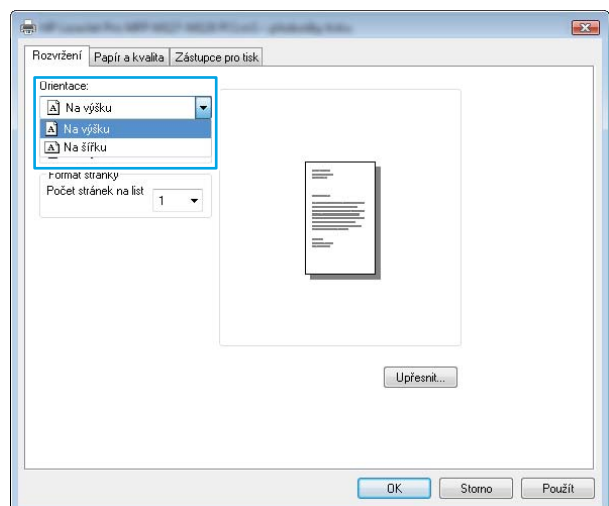 Rozvržení Papír a kvalita Zástupce pro tisk
Orientace:
A Na výšku
A Na výšku
A Na šířku
Formát stránky
Počet stránek na list 1
Upřesnit...
OK Storno Použít